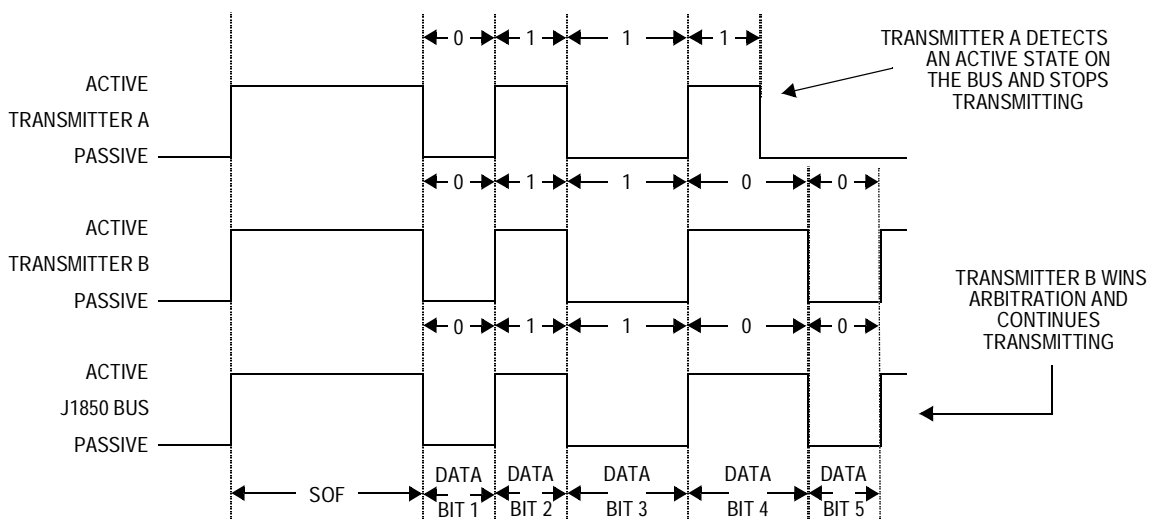 0 1 1 1
TRANSMITTER A DETECTS
AN ACTIVE STATE ON
THE BUS AND STOPS
TRANSMITTING
ACTIVE
TRANSMITTER A
PASSIVE
0 1 1 0 0
ACTIVE
TRANSMITTER B
PASSIVE
TRANSMITTER B WINS
ARBITRATION AND
CONTINUES
TRANSMITTING
0 1 1 0 0
ACTIVE
J1850 BUS
PASSIVE
SOF
DATA
BIT 1
DATA
BIT 2
DATA
BIT 3
DATA
BIT 4
DATA
BIT 5